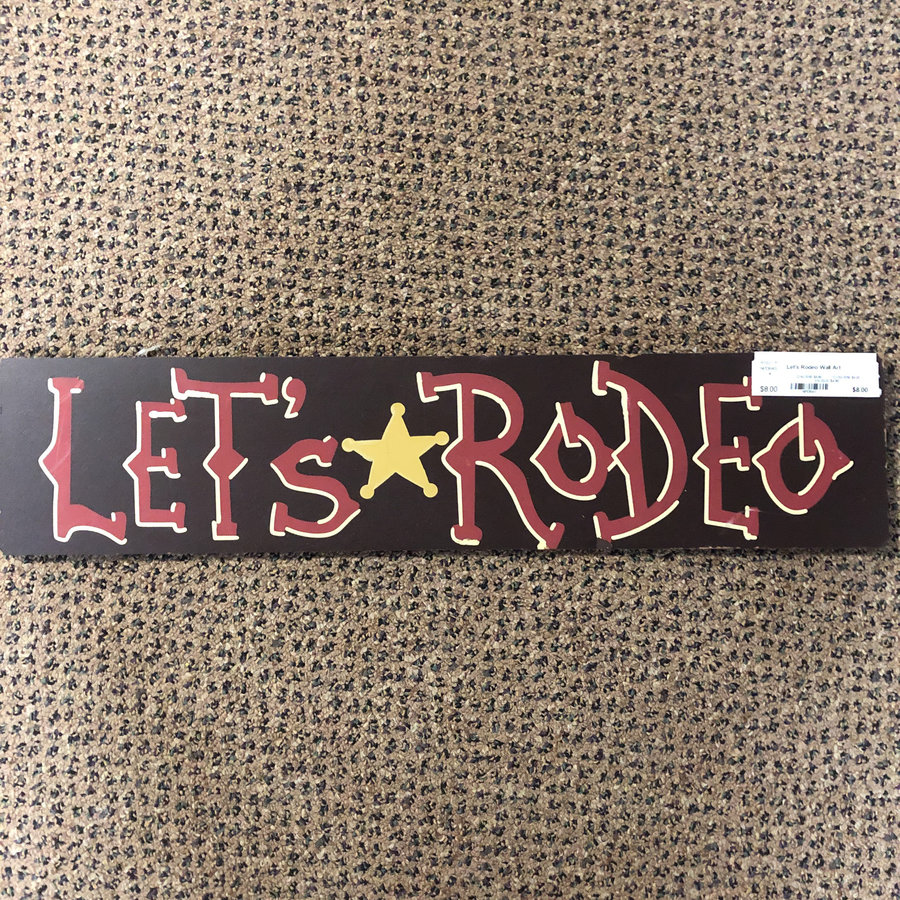 LET'S RODEO
Let's Rodeo Wall Art
$8.00 $8.00